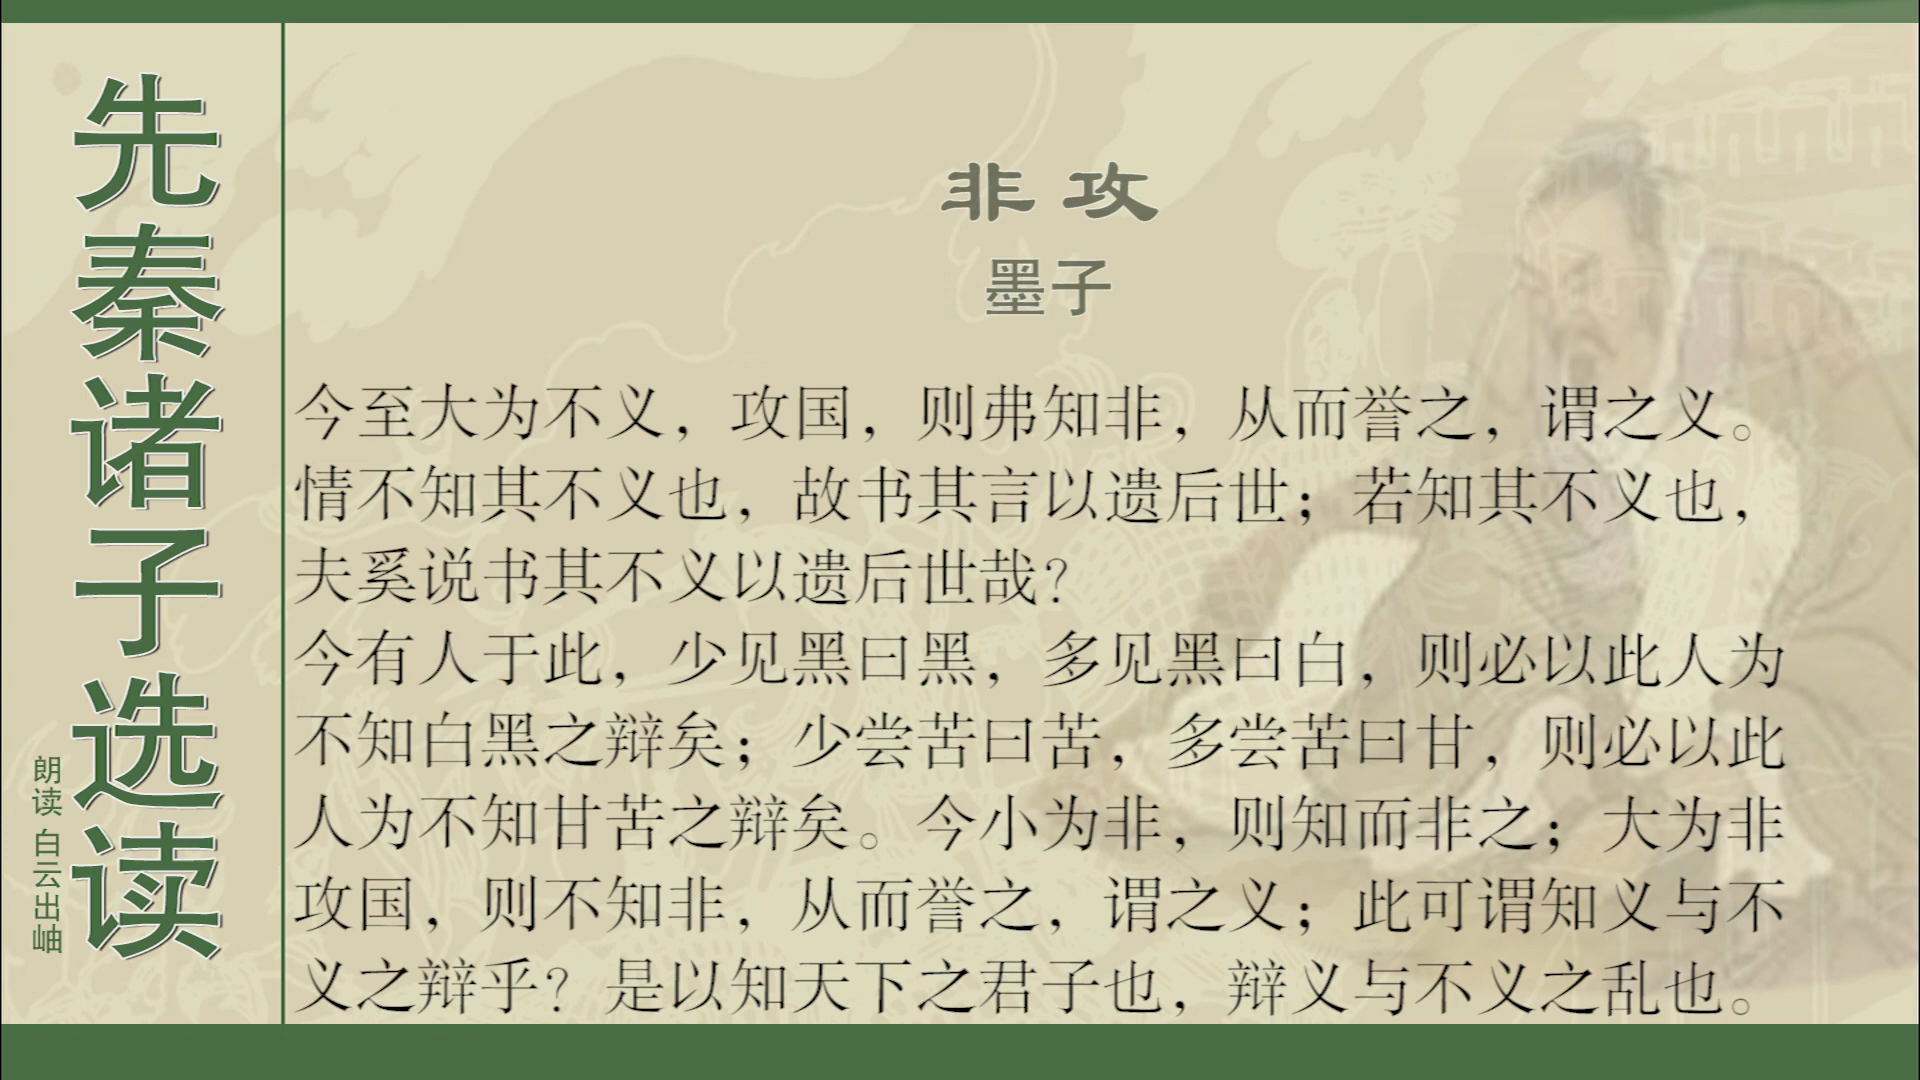 先秦诸子选读
朗读 白云出岫
非攻
墨子
今至大为不义，攻国，则弗知非，从而誉之，谓之义。
情不知其不义也，故书其言以遗后世；若知其不义也，
夫奚说书其不义以遗后世哉？
今有人于此，少见黑曰黑，多见黑曰白，则必以此人为
不知白黑之辩矣；少尝苦曰苦，多尝苦曰甘，则必以此
人为不知甘苦之辩矣。今小为非，则知而非之；大为非
攻国，则不知非，从而誉之，谓之义；此可谓知义与不
义之辩乎？是以知天下之君子也，辩义与不义之乱也。